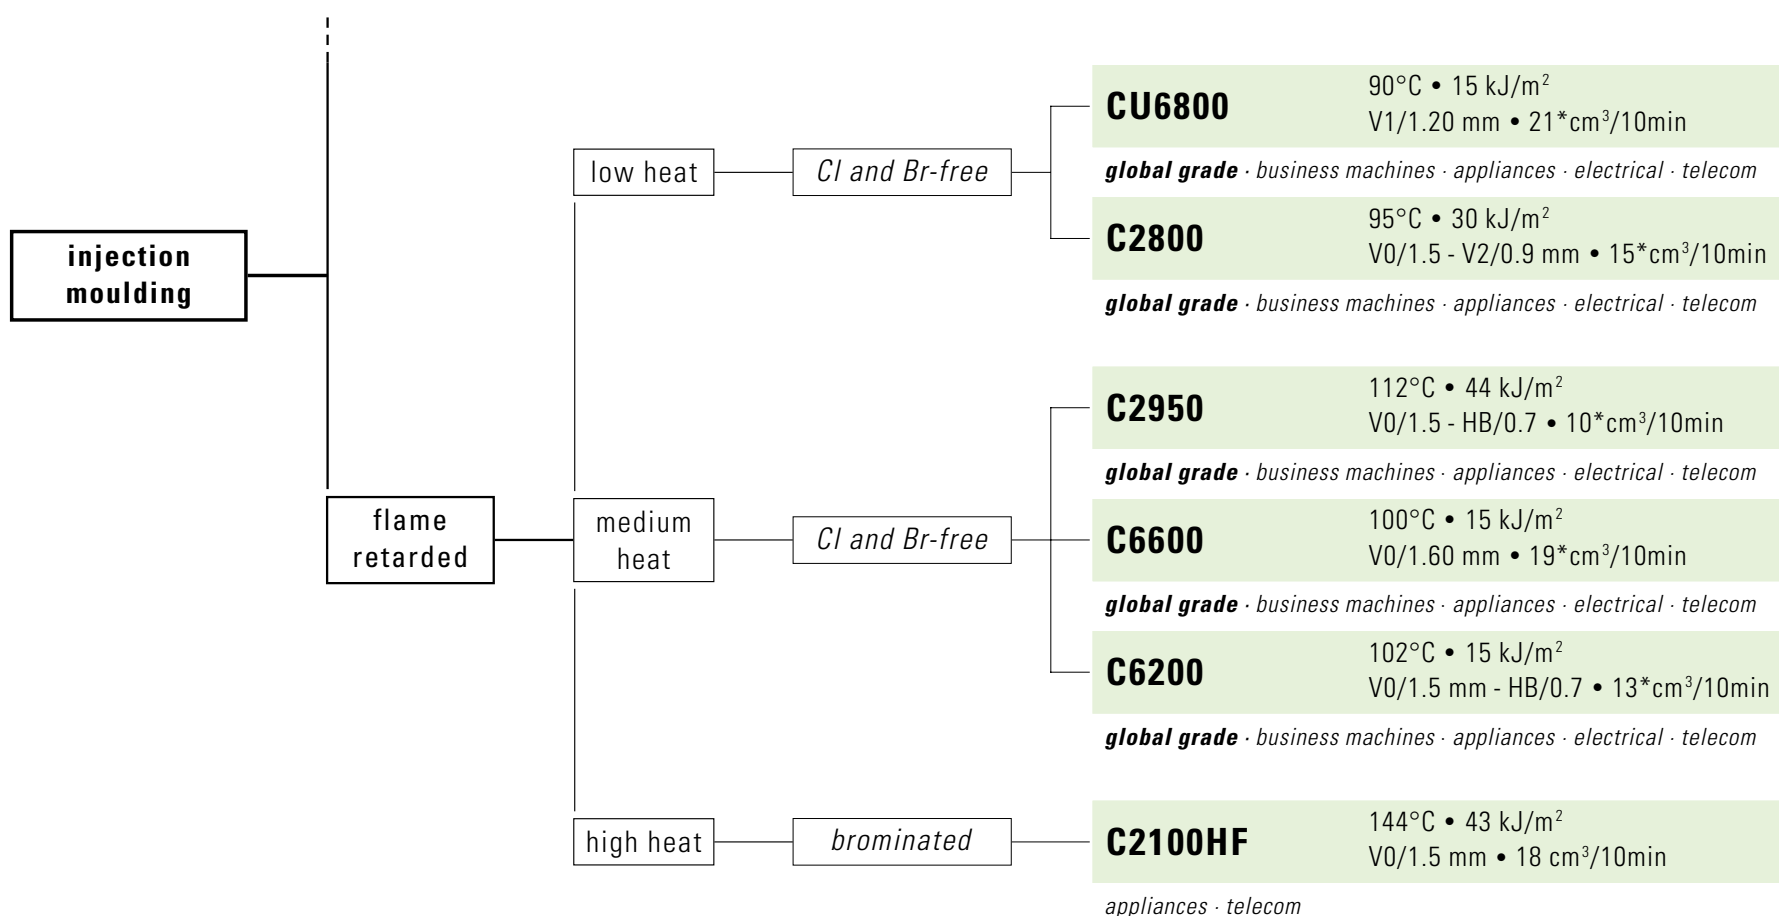 injection
moulding
flame
retarded
low heat
Cl and Br-free
CU6800
90°C • 15 kJ/m²
V1/1.20 mm • 21*cm³/10min
global grade · business machines · appliances · electrical · telecom
C2800
95°C • 30 kJ/m²
V0/1.5 - V2/0.9 mm • 15*cm³/10min
global grade · business machines · appliances · electrical · telecom
medium
heat
Cl and Br-free
C2950
112°C • 44 kJ/m²
V0/1.5 - HB/0.7 • 10*cm³/10min
global grade · business machines · appliances · electrical · telecom
C6600
100°C • 15 kJ/m²
V0/1.60 mm • 19*cm³/10min
global grade · business machines · appliances · electrical · telecom
C6200
102°C • 15 kJ/m²
V0/1.5 mm - HB/0.7 • 13*cm³/10min
global grade · business machines · appliances · electrical · telecom
high heat
brominated
C2100HF
144°C • 43 kJ/m²
V0/1.5 mm • 18 cm³/10min
appliances · telecom